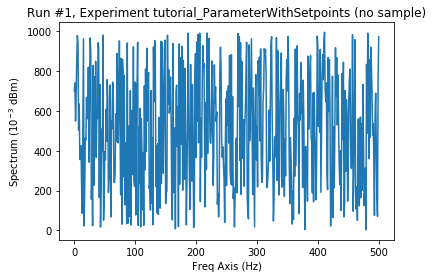 Run #1, Experiment tutorial_ParameterWithSetpoints (no sample)
1000
800
600
400
200
0
Spectrum (10⁻³ dBm)
0 100 200 300 400 500
Freq Axis (Hz)